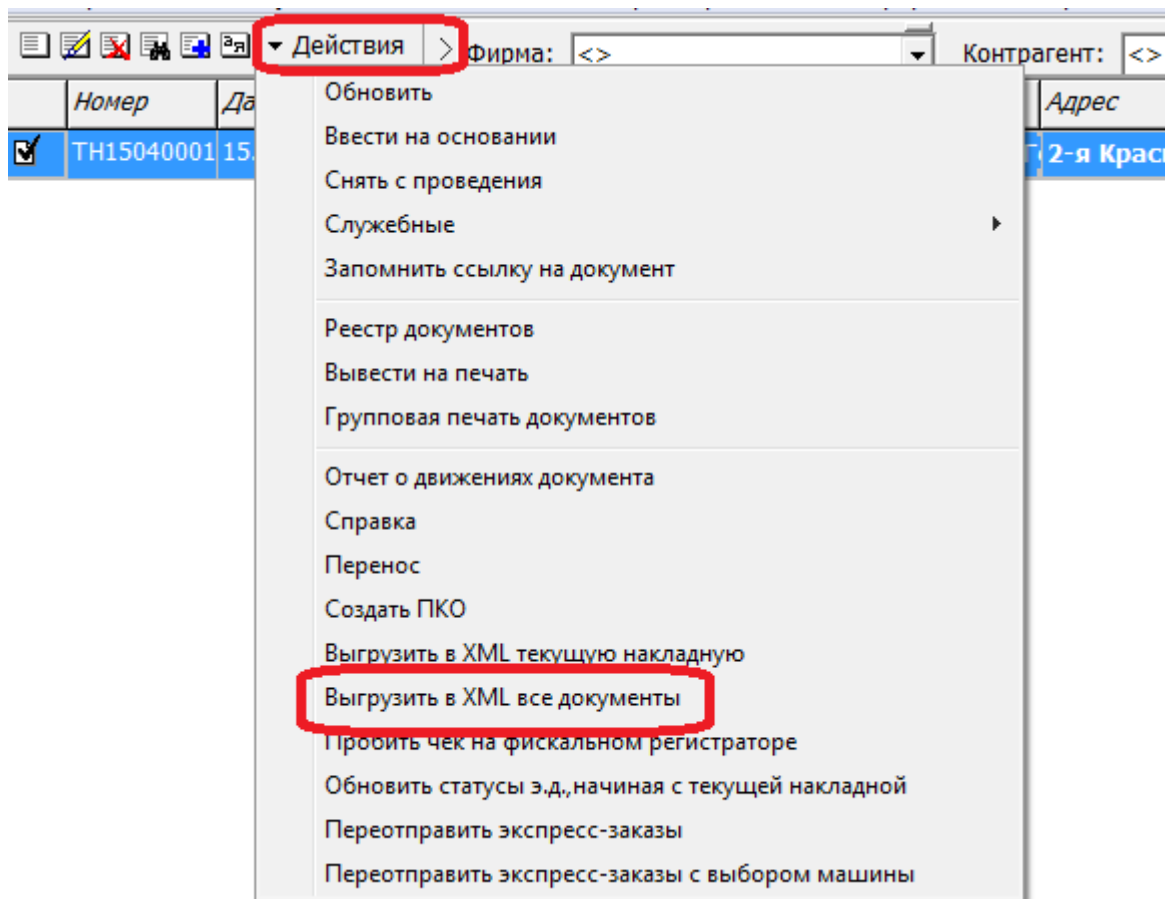 Действия > Фирма: <> Контрагент: <>
Номер Да Адрес
ТН15040001 15. 2-я Крас
Обновить
Ввести на основании
Снять с проведения
Служебные
Запомнить ссылку на документ
Реестр документов
Вывести на печать
Групповая печать документов
Отчет о движениях документа
Справка
Перенос
Создать ПКО
Выгрузить в XML текущую накладную
Выгрузить в XML все документы
Пробить чек на фискальном регистраторе
Обновить статусы э.д.,начиная с текущей накладной
Переотправить экспресс-заказы
Переотправить экспресс-заказы с выбором машины